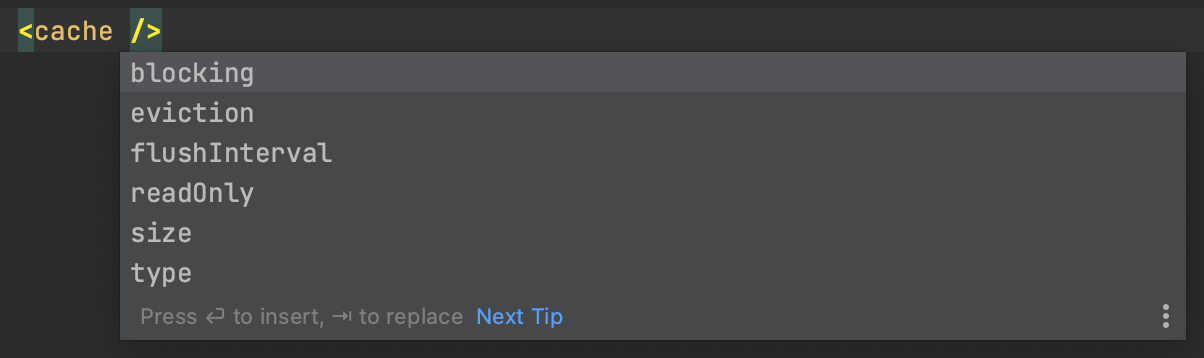 <cache />
blocking
eviction
flushInterval
readOnly
size
type
Press ↵ to insert, ⇥ to replace Next Tip